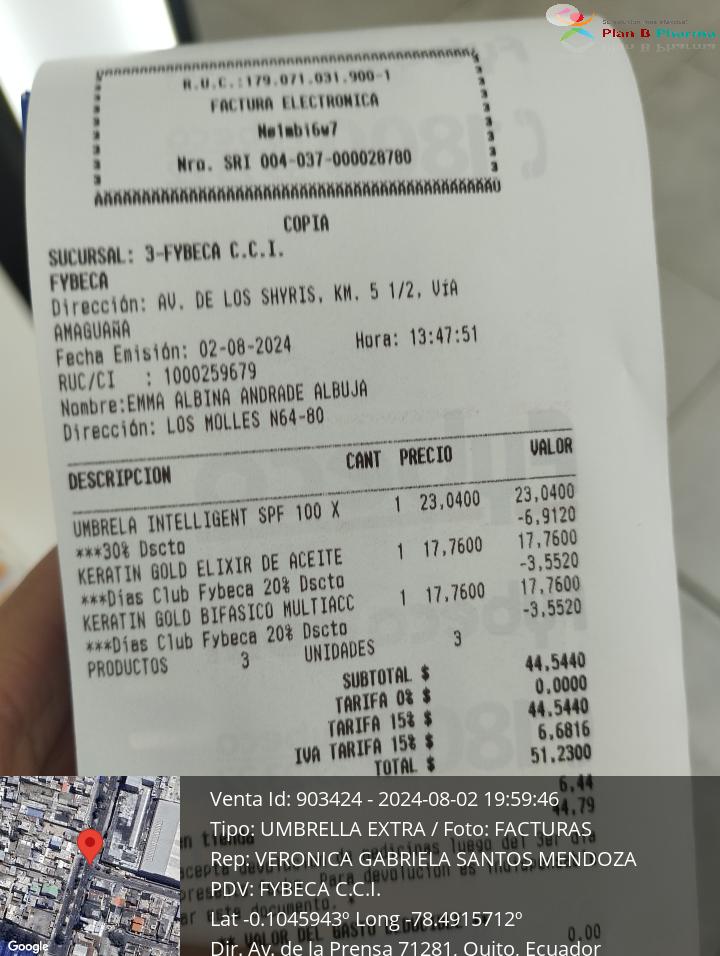 Plan B Pharma
R.U.C.:179.071.031.900-1
FACTURA ELECTRONICA
Nro. SRI 004-037-000028780
COPIA
SUCURSAL: 3-FYBECA C.C.I.
FYBECA
Dirección: AV. DE LOS SHYRIS, KM. 5 1/2, VíA
AMAGUAÑA
Fecha Emisión: 02-08-2024 Hora: 13:47:51
RUC/CI : 1000259679
Nombre:EMMA ALBINA ANDRADE ALBUJA
Dirección: LOS MOLLES N64-80
DESCRIPCION CANT PRECIO VALOR
UMBRELA INTELLIGENT SPF 100 X 1 23,0400 23,0400
***30% Dscto -6,9120
KERATIN GOLD ELIXIR DE ACEITE 1 17,7600 17,7600
***Días Club Fybeca 20% Dscto -3,5520
KERATIN GOLD BIFASICO MULTIACC 1 17,7600 17,7600
***Días Club Fybeca 20% Dscto -3,5520
PRODUCTOS 3 UNIDADES 3
SUBTOTAL $ 44,5440
TARIFA 0% $ 0.0000
TARIFA 15% $ 44,5440
IVA TARIFA 15% $ 6,6816
TOTAL $ 51,2300
6,44
44,79
Venta Id: 903424 - 2024-08-02 19:59:46
Tipo: UMBRELLA EXTRA / Foto: FACTURAS
Rep: VERONICA GABRIELA SANTOS MENDOZA
PDV: FYBECA C.C.I.
Lat -0.1045943º Long -78.4915712º
Dir. Av. de la Prensa 71281, Quito, Ecuador
0.00
Google